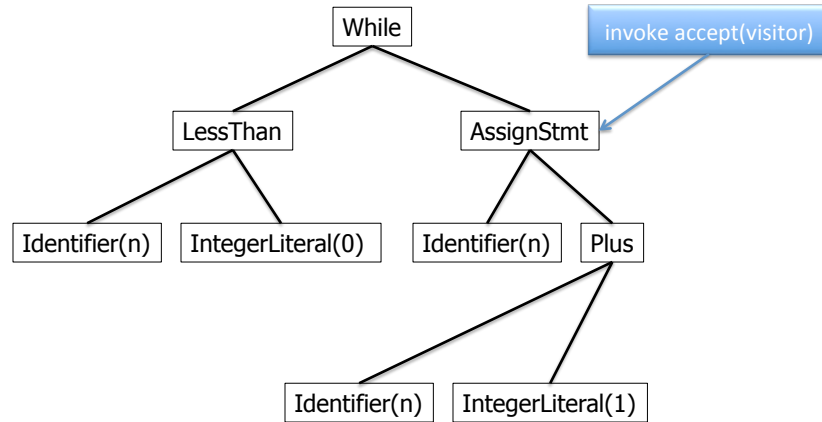 While
invoke accept(visitor)
LessThan
AssignStmt
Identifier(n)
IntegerLiteral(0)
Identifier(n)
Plus
Identifier(n)
IntegerLiteral(1)